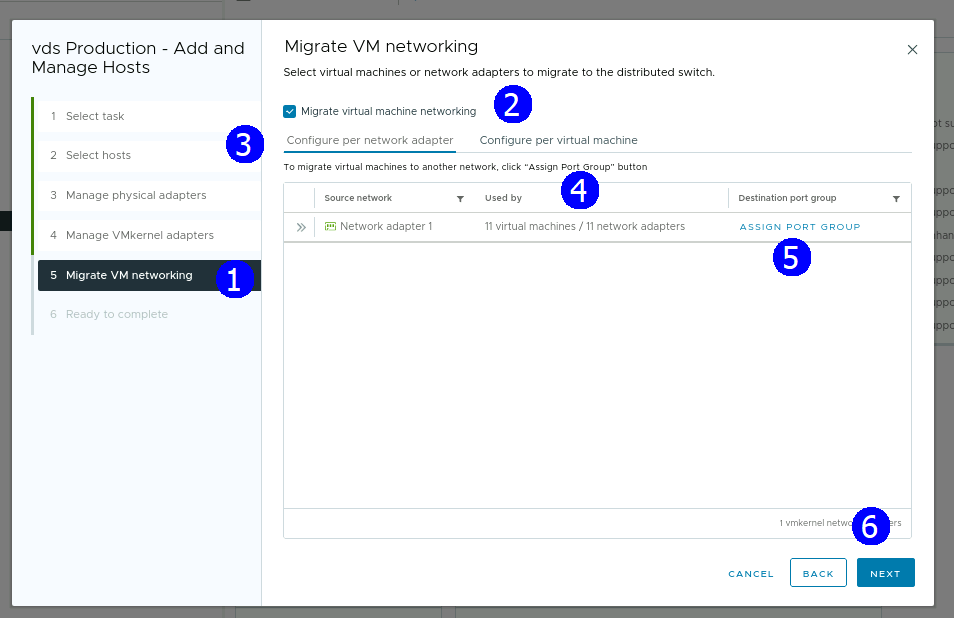 vds Production - Add and
Manage Hosts
1 Select task
2 Select hosts
3 Manage physical adapters
4 Manage VMkernel adapters
5 Migrate VM networking
6 Ready to complete
1
3
Migrate VM networking
Select virtual machines or network adapters to migrate to the distributed switch.
Migrate virtual machine networking
2
Configure per network adapter Configure per virtual machine
To migrate virtual machines to another network, click “Assign Port Group” button
4
Source network Used by Destination port group
Network adapter 1 11 virtual machines / 11 network adapters ASSIGN PORT GROUP
5
1 vmkernel
6
CANCEL BACK NEXT